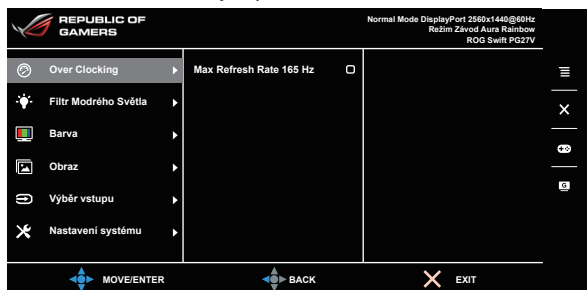 REPUBLIC OF
GAMERS
Normal Mode DisplayPort 2560x1440@60Hz
Režim Závod Aura Rainbow
ROG Swift PG27V
Over Clocking
Max Refresh Rate 165 Hz
Filtr Modrého Světla
Barva
Obraz
Výběr vstupu
Nastavení systému
MOVE/ENTER
BACK
EXIT
G